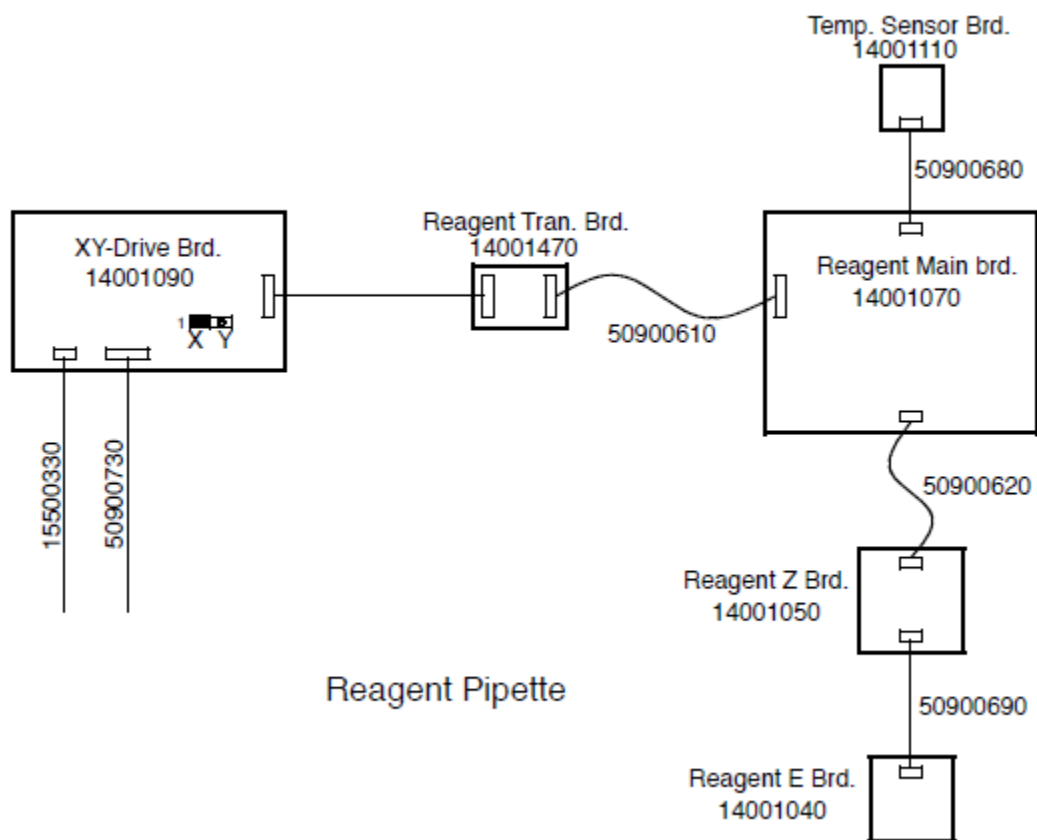 Temp. Sensor Brd.
14001110
50900680
XY-Drive Brd.
14001090
1
X Y
Reagent Tran. Brd.
14001470
50900610
Reagent Main brd.
14001070
15500330
50900730
50900620
Reagent Z Brd.
14001050
Reagent Pipette
50900690
Reagent E Brd.
14001040